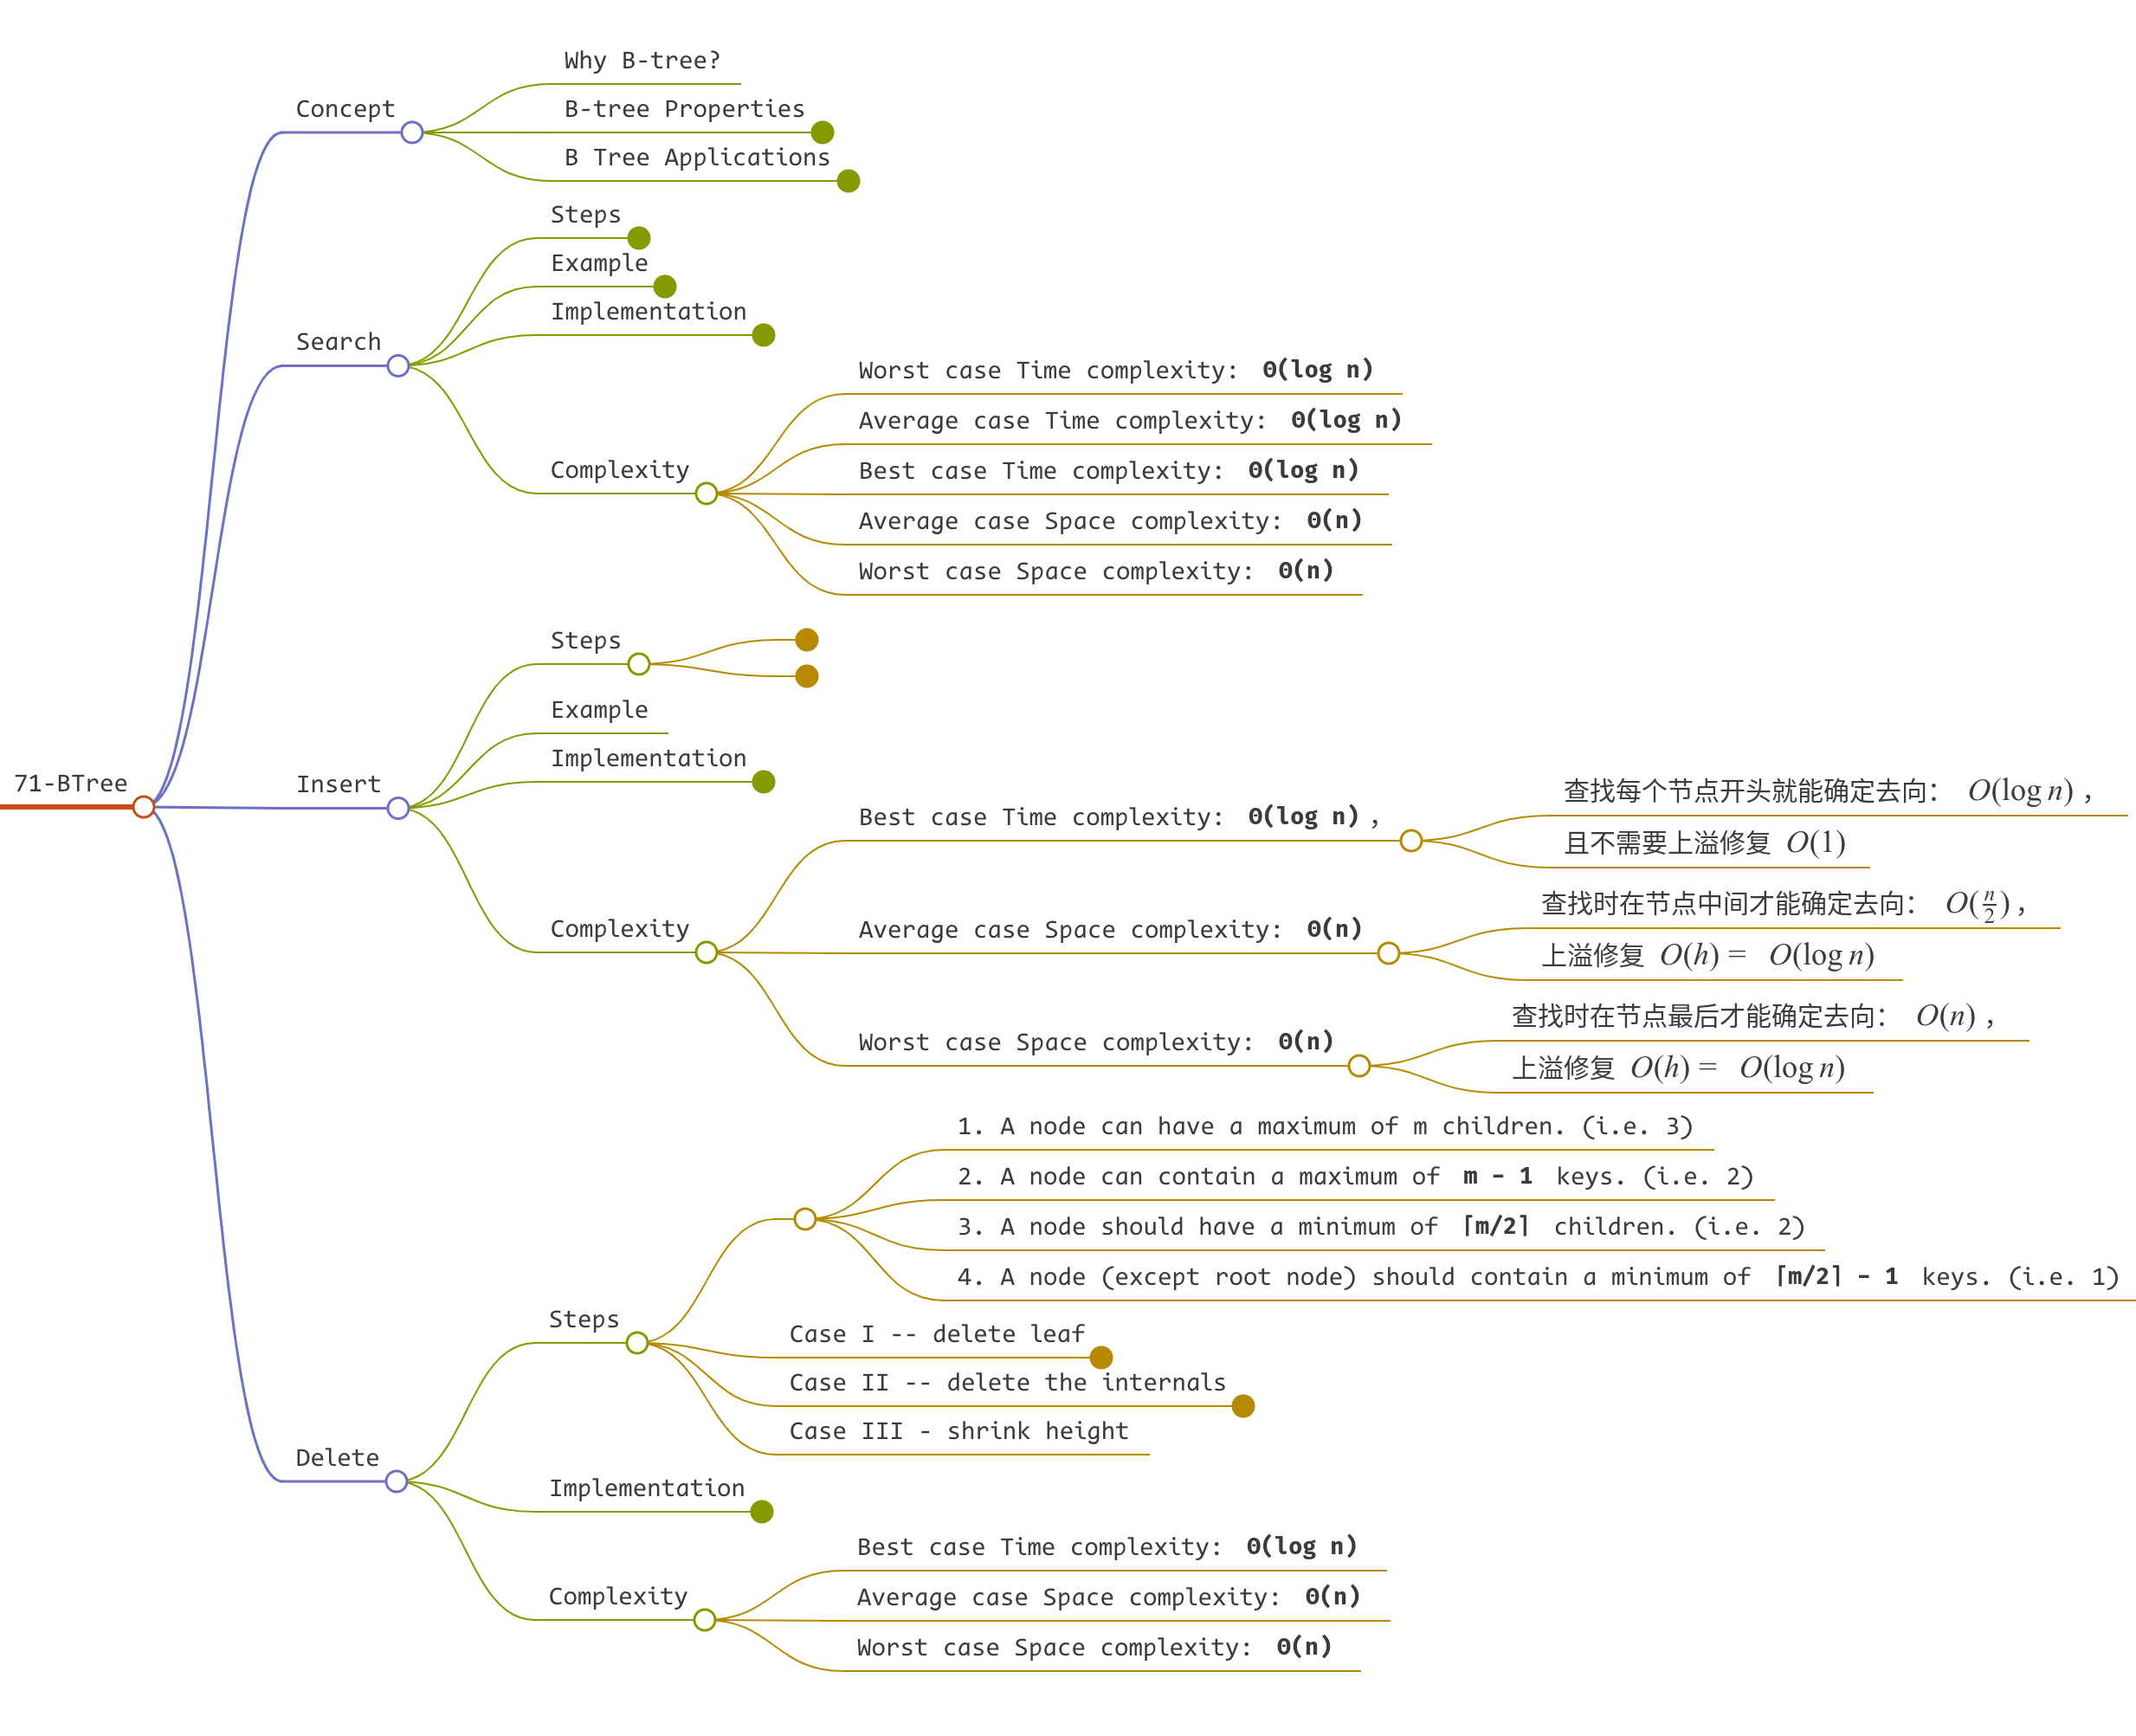 71-BTree
Concept
Why B-tree?
B-tree Properties
B Tree Applications
Search
Steps
Example
Implementation
Complexity
Worst case Time complexity: Θ(log n)
Average case Time complexity: Θ(log n)
Best case Time complexity: Θ(log n)
Average case Space complexity: Θ(n)
Worst case Space complexity: Θ(n)
Insert
Steps
Example
Implementation
Complexity
Best case Time complexity: Θ(log n) ,
查找每个节点开头就能确定去向： O(log n) ，
且不需要上溢修复 O(1)
Average case Space complexity: Θ(n)
查找时在节点中间才能确定去向： O(n/2) ，
上溢修复 O(h) = O(log n)
Worst case Space complexity: Θ(n)
查找时在节点最后才能确定去向： O(n) ，
上溢修复 O(h) = O(log n)
Delete
Steps
1. A node can have a maximum of m children. (i.e. 3)
2. A node can contain a maximum of m - 1 keys. (i.e. 2)
3. A node should have a minimum of ⌈m/2⌉ children. (i.e. 2)
4. A node (except root node) should contain a minimum of ⌈m/2⌉ - 1 keys. (i.e. 1)
Case I -- delete leaf
Case II -- delete the internals
Case III - shrink height
Implementation
Complexity
Best case Time complexity: Θ(log n)
Average case Space complexity: Θ(n)
Worst case Space complexity: Θ(n)